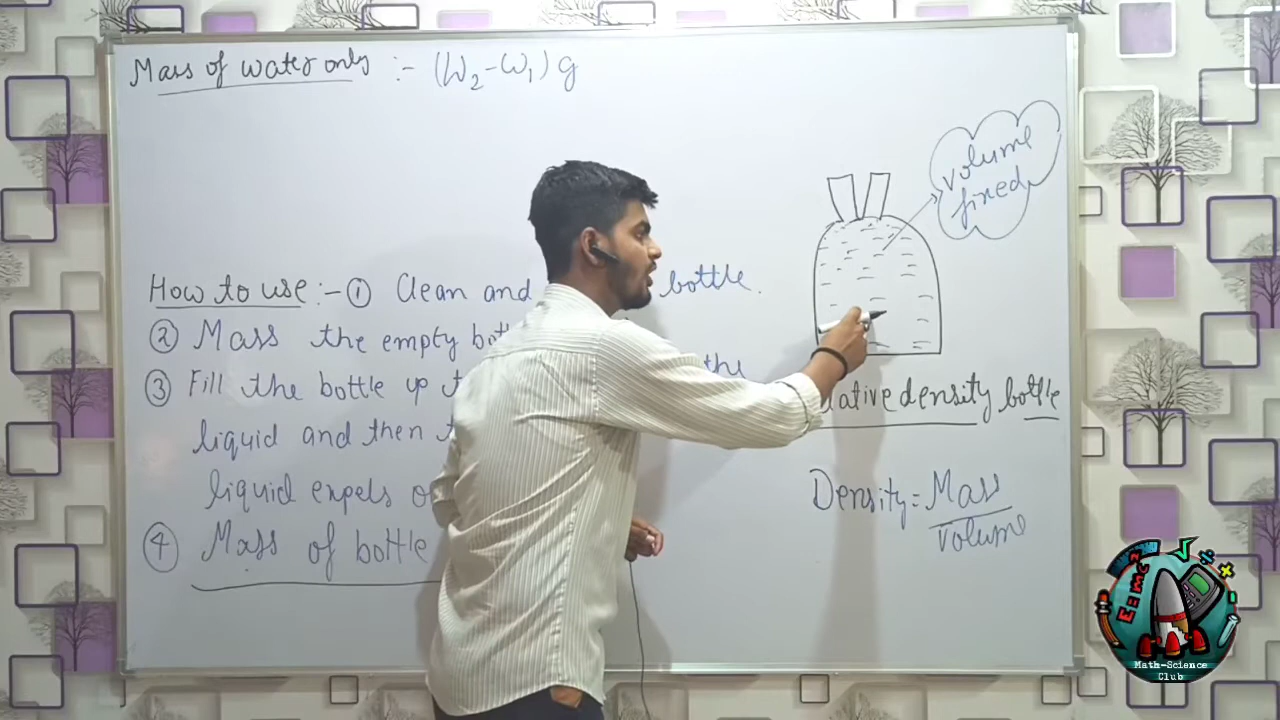 Mass of water only :- (W2-W1) g
volume
fixed
How to use :- ① Clean and bottle.
② Mass the empty
③ Fill the bottle up the
liquid and then
liquid expels
④ Mass of bottle
density bottle
Density = Mass
volume
E=mc2
Math-Science
Club